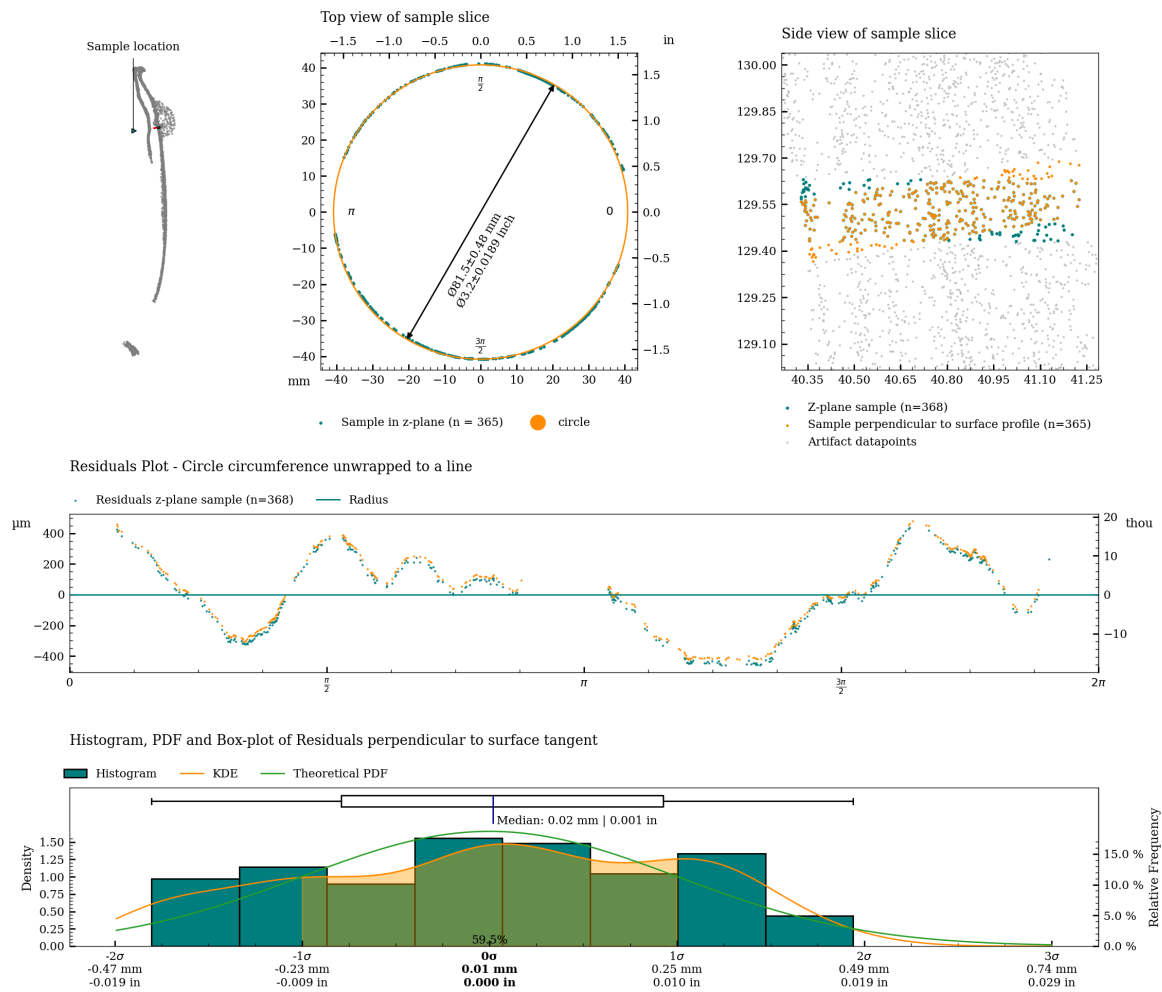 Sample location
Top view of sample slice
−1.5 −1.0 −0.5 0.0 0.5 1.0 1.5 in
40 30 20 10 0 −10 −20 −30 −40
1.5 1.0 0.5 0.0 −0.5 −1.0 −1.5
π/2
π
0
3π/2
Ø81.5±0.48 mm
Ø3.2±0.0189 inch
mm −40 −30 −20 −10 0 10 20 30 40
Sample in z-plane (n = 365) circle
Side view of sample slice
130.00
129.85
129.70
129.55
129.40
129.25
129.10
40.35 40.50 40.65 40.80 40.95 41.10 41.25
Z-plane sample (n=368)
Sample perpendicular to surface profile (n=365)
Artifact datapoints
Residuals Plot - Circle circumference unwrapped to a line
Residuals z-plane sample (n=368) Radius
µm
400
200
0
−200
−400
20 thou
10
0
−10
0 π/2 π 3π/2 2π
Histogram, PDF and Box-plot of Residuals perpendicular to surface tangent
Histogram KDE Theoretical PDF
Median: 0.02 mm | 0.001 in
Density
1.50
1.25
1.00
0.75
0.50
0.25
0.00
59.5%
15.0 %
10.0 %
5.0 %
0.0 %
Relative Frequency
-2σ -1σ 0σ 1σ 2σ 3σ
-0.47 mm -0.23 mm 0.01 mm 0.25 mm 0.49 mm 0.74 mm
-0.019 in -0.009 in 0.000 in 0.010 in 0.019 in 0.029 in